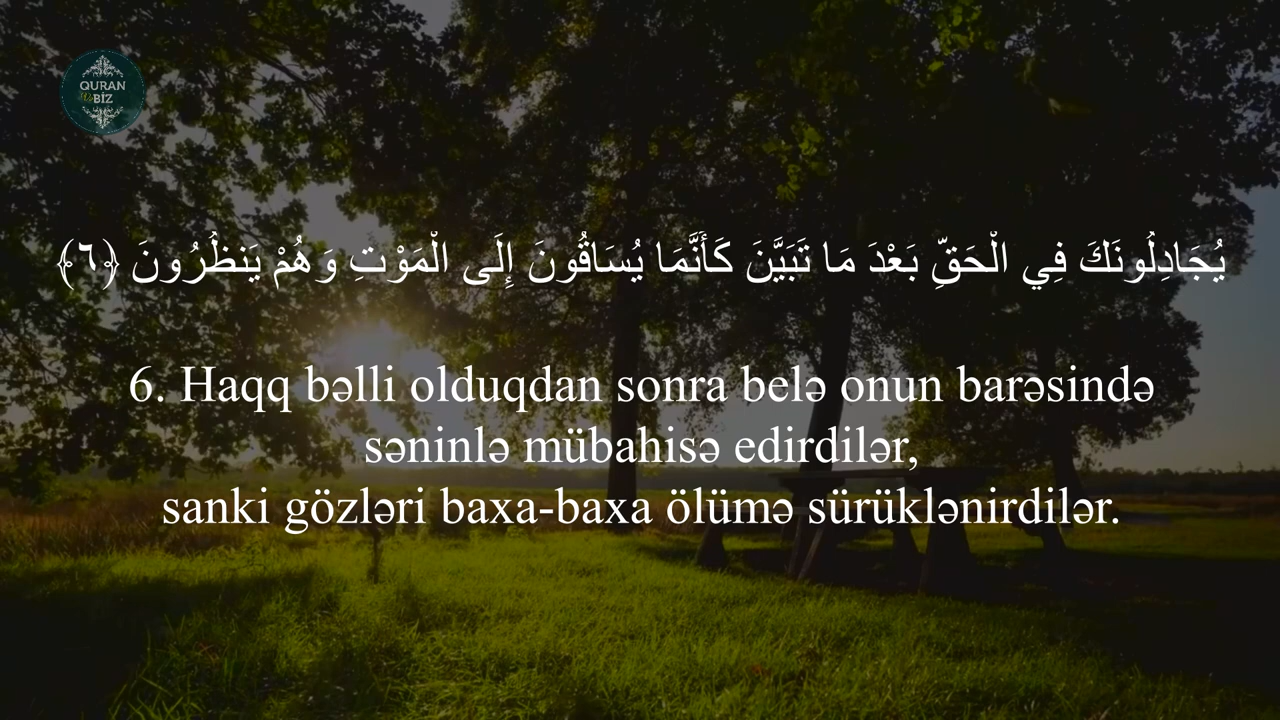 QURAN
BİZ
يُجَادِلُونَكَ فِي الْحَقِّ بَعْدَ مَا تَبَيَّنَ كَأَنَّمَا يُسَاقُونَ إِلَى الْمَوْتِ وَهُمْ يَنظُرُونَ ﴿٦﴾
6. Haqq bəlli olduqdan sonra belə onun barəsində
səninlə mübahisə edirdilər,
sanki gözləri baxa-baxa ölümə sürüklənirdilər.